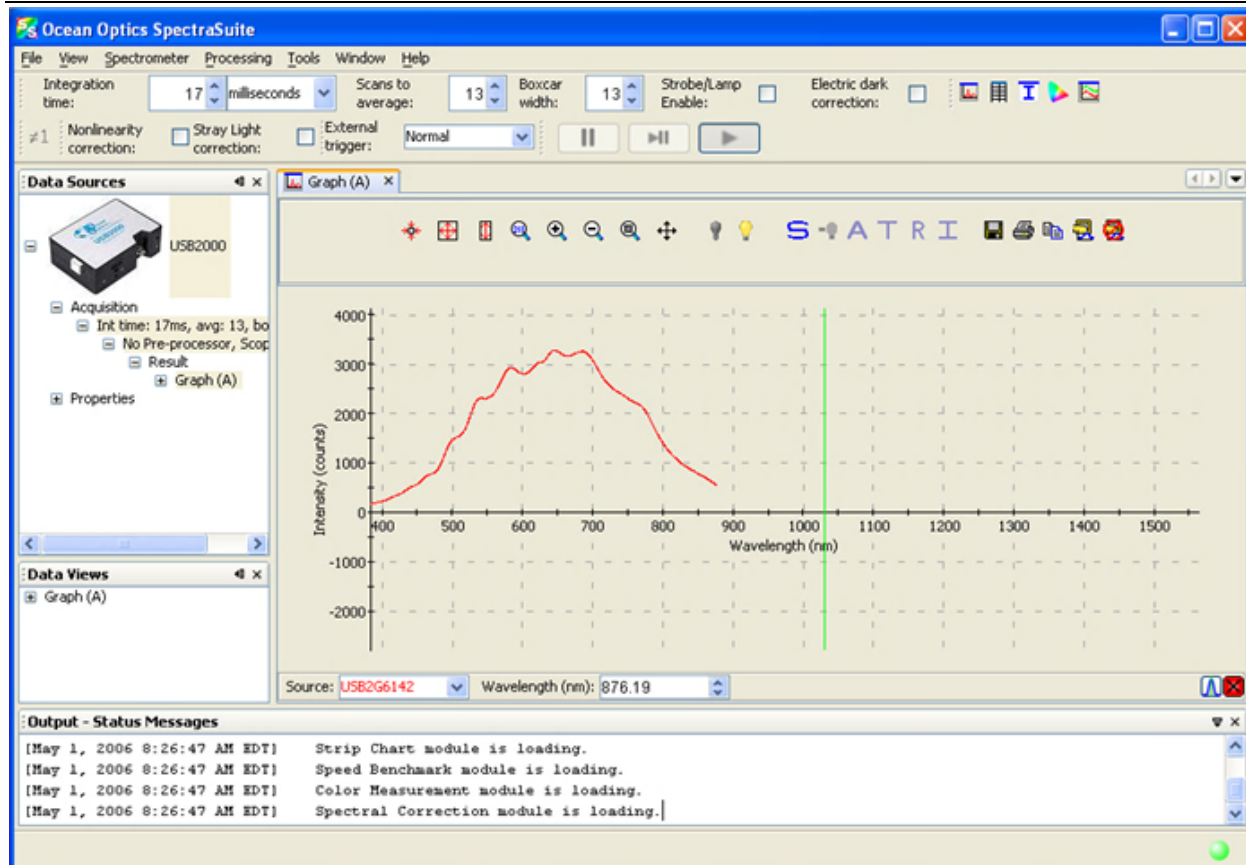 Ocean Optics SpectraSuite
File View Spectrometer Processing Tools Window Help
Integration time: 17 milliseconds Scans to average: 13 Boxcar width: 13 Strobe/Lamp Enable: Electric dark correction:
≠1 Nonlinearity correction: Stray Light correction: External trigger: Normal
Data Sources
USB2000
Acquisition
Int time: 17ms, avg: 13, bo
No Pre-processor, Scop
Result
Graph (A)
Properties
Data Views
Graph (A)
Graph (A)
S A T R I
4000
3000
2000
1000
0
-1000
-2000
Intensity (counts)
400 500 600 700 800 900 1000 1100 1200 1300 1400 1500
Wavelength (nm)
Source: USB2G6142 Wavelength (nm): 876.19
Output - Status Messages
[May 1, 2006 8:26:47 AM EDT] Strip Chart module is loading.
[May 1, 2006 8:26:47 AM EDT] Speed Benchmark module is loading.
[May 1, 2006 8:26:47 AM EDT] Color Measurement module is loading.
[May 1, 2006 8:26:47 AM EDT] Spectral Correction module is loading.